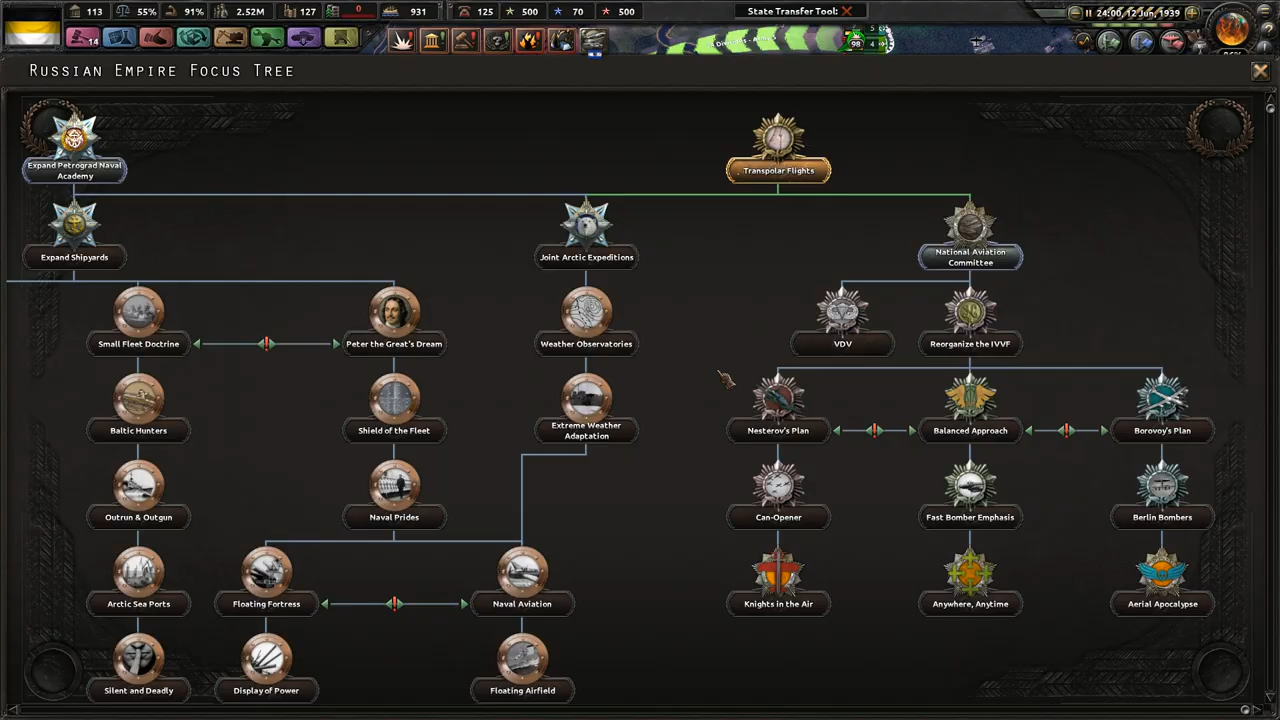 113 55% 91% 2.52M 127 0 931 125 500 70 500
State Transfer Tool:
24:00, 12 Jun, 1939
14
98
RUSSIAN EMPIRE FOCUS TREE
Expand Petrograd Naval
Academy
Transpolar Flights
Expand Shipyards
Joint Arctic Expeditions
National Aviation
Committee
Small Fleet Doctrine
Peter the Great's Dream
Weather Observatories
VDV
Reorganize the IVVF
Baltic Hunters
Shield of the Fleet
Extreme Weather
Adaptation
Nesterov's Plan
Balanced Approach
Borovoy's Plan
Outrun & Outgun
Naval Prides
Can-Opener
Fast Bomber Emphasis
Berlin Bombers
Arctic Sea Ports
Floating Fortress
Naval Aviation
Knights in the Air
Anywhere, Anytime
Aerial Apocalypse
Silent and Deadly
Display of Power
Floating Airfield